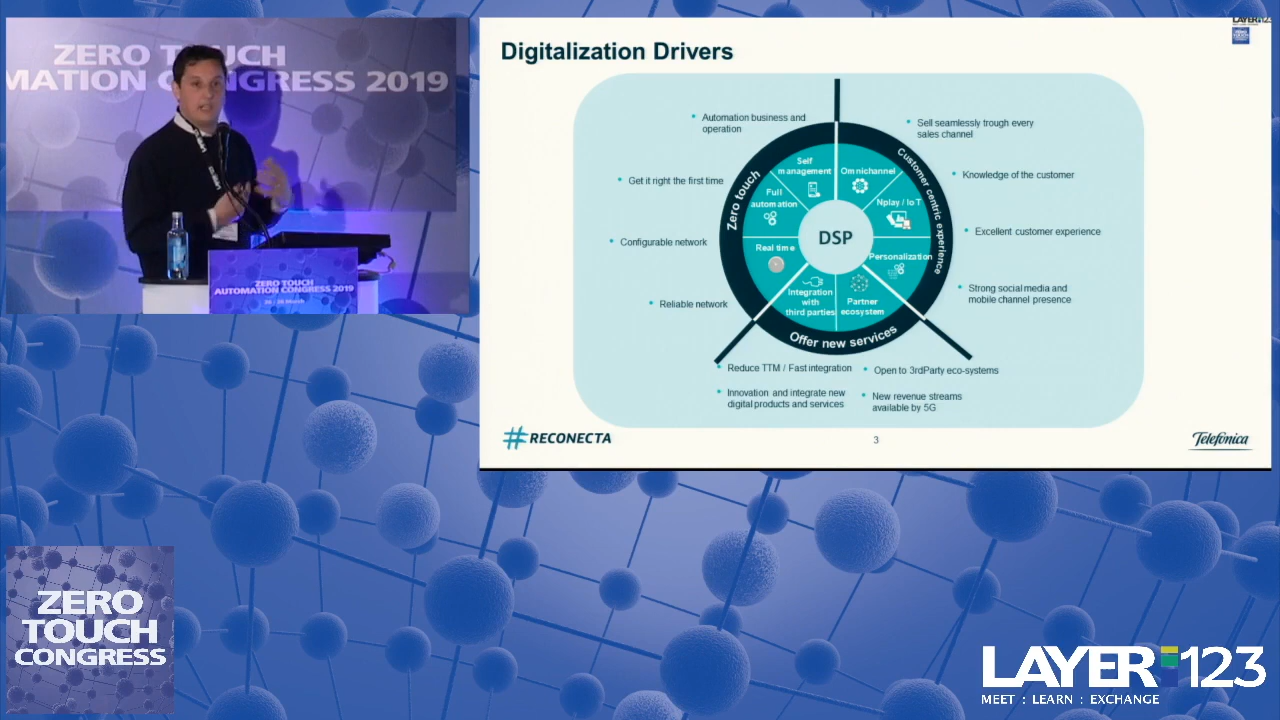 ZERO TOUCH
MATION CONGRESS 2019
ZERO TOUCH
AUTOMATION CONGRESS 2019
LAYER123
Digitalization Drivers
Automation business and
operation
Get it right the first time
Configurable network
Reliable network
Sell seamlessly trough every
sales channel
Knowledge of the customer
Excellent customer experience
Strong social media and
mobile channel presence
Zero touch
Customer centric experience
Offer new services
Self
management
Full
automation
Real time
Omnichannel
Nplay / IoT
Personalization
Integration
with
third parties
Partner
ecosystem
DSP
Reduce TTM / Fast integration
Innovation and integrate new
digital products and services
Open to 3rdParty eco-systems
New revenue streams
available by 5G
#RECONECTA
3
Telefónica
ZERO
TOUCH
CONGRESS
LAYER123
MEET : LEARN : EXCHANGE